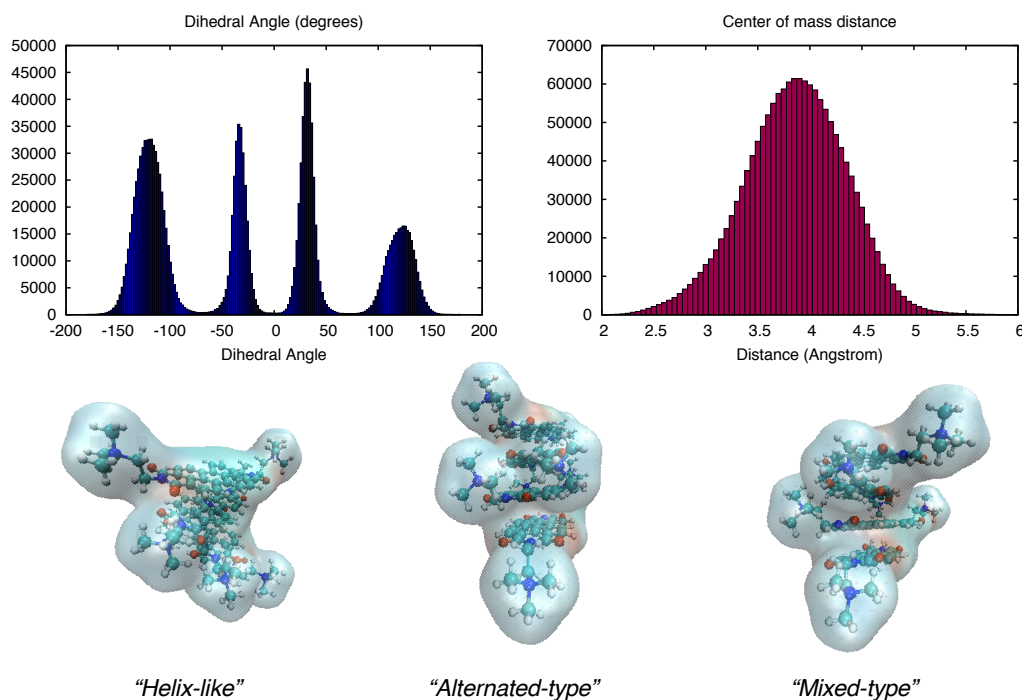 Dihedral Angle (degrees)
50000
45000
40000
35000
30000
25000
20000
15000
10000
5000
0
-200 -150 -100 -50 0 50 100 150 200
Dihedral Angle
Center of mass distance
70000
60000
50000
40000
30000
20000
10000
0
2 2.5 3 3.5 4 4.5 5 5.5 6
Distance (Angstrom)
“Helix-like” “Alternated-type” “Mixed-type”